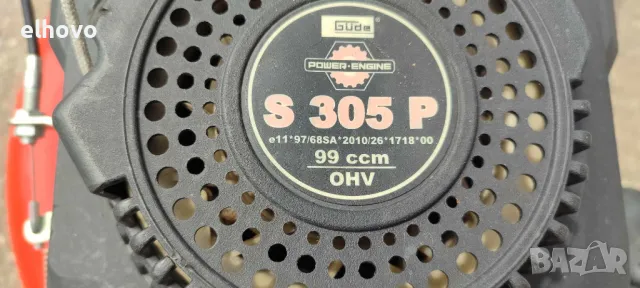 elhovo
Güde
POWER·ENGINE
S 305 P
e11*97/68SA*2010/26*1718*00
99 ccm
OHV
BAZAR